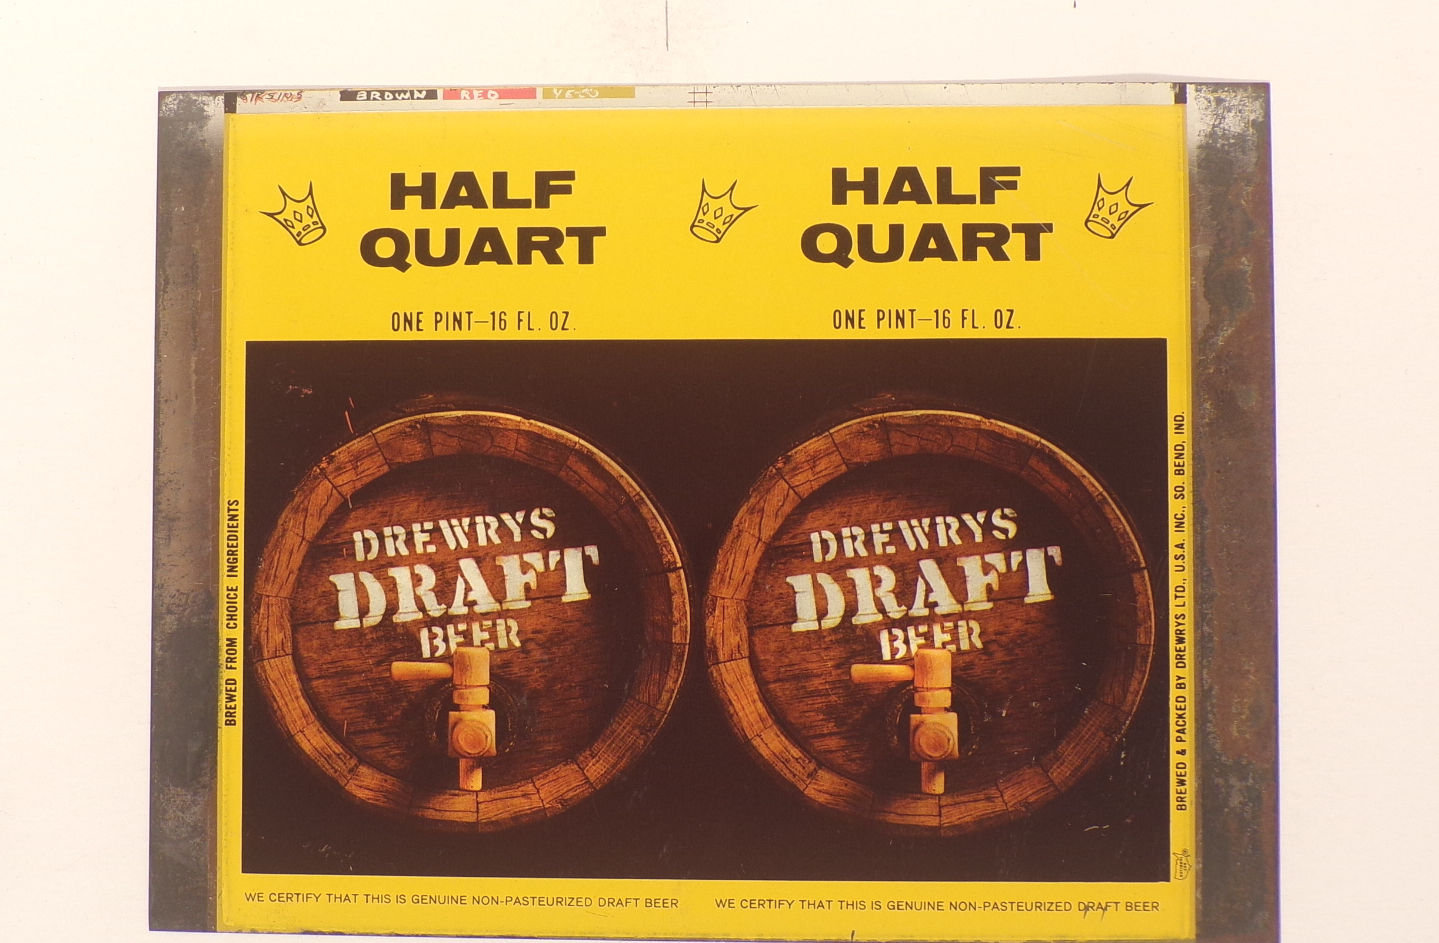 BROWN RED
HALF
QUART
HALF
QUART
ONE PINT—16 FL. OZ.
ONE PINT—16 FL. OZ.
DREWRYS
DRAFT
BEER
DREWRYS
DRAFT
BEER
BREWED FROM CHOICE INGREDIENTS
BREWED & PACKED BY DREWRYS LTD., U.S.A. INC., SO. BEND, IND.
WE CERTIFY THAT THIS IS GENUINE NON-PASTEURIZED DRAFT BEER
WE CERTIFY THAT THIS IS GENUINE NON-PASTEURIZED DRAFT BEER